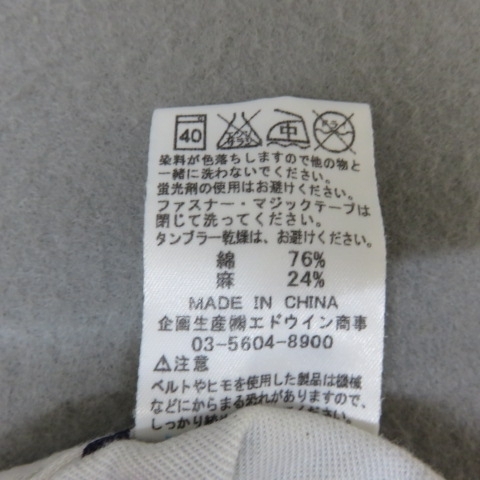 40 中
染料が色落ちしますので他の物と
一緒に洗わないでください。
蛍光剤の使用はお避けください。
ファスナー・マジックテープは
閉じて洗ってください。
タンブラー乾燥は、お避けください。
綿 76%
麻 24%
MADE IN CHINA
企画生産㈱エドウイン商事
03-5604-8900
⚠注意
ベルトやヒモを使用した製品は機械
などにからまる恐れがありますので、